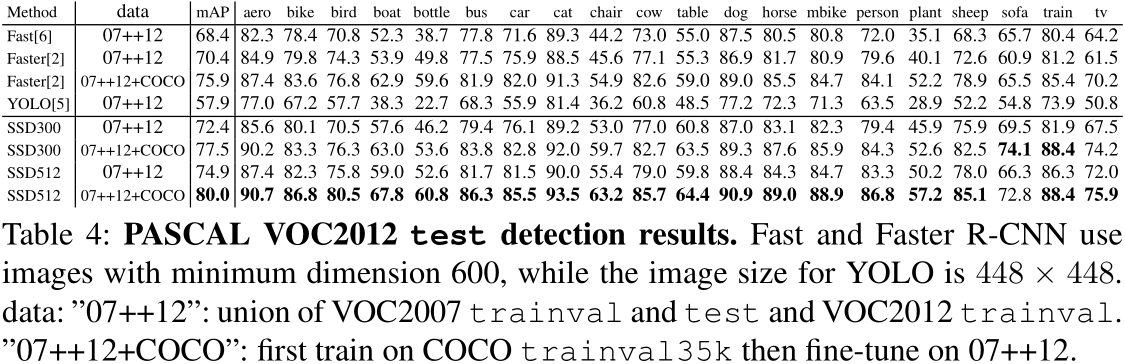 Method data mAP aero bike bird boat bottle bus car cat chair cow table dog horse mbike person plant sheep sofa train tv
Fast[6] 07++12 68.4 82.3 78.4 70.8 52.3 38.7 77.8 71.6 89.3 44.2 73.0 55.0 87.5 80.5 80.8 72.0 35.1 68.3 65.7 80.4 64.2
Faster[2] 07++12 70.4 84.9 79.8 74.3 53.9 49.8 77.5 75.9 88.5 45.6 77.1 55.3 86.9 81.7 80.9 79.6 40.1 72.6 60.9 81.2 61.5
Faster[2] 07++12+COCO 75.9 87.4 83.6 76.8 62.9 59.6 81.9 82.0 91.3 54.9 82.6 59.0 89.0 85.5 84.7 84.1 52.2 78.9 65.5 85.4 70.2
YOLO[5] 07++12 57.9 77.0 67.2 57.7 38.3 22.7 68.3 55.9 81.4 36.2 60.8 48.5 77.2 72.3 71.3 63.5 28.9 52.2 54.8 73.9 50.8
SSD300 07++12 72.4 85.6 80.1 70.5 57.6 46.2 79.4 76.1 89.2 53.0 77.0 60.8 87.0 83.1 82.3 79.4 45.9 75.9 69.5 81.9 67.5
SSD300 07++12+COCO 77.5 90.2 83.3 76.3 63.0 53.6 83.8 82.8 92.0 59.7 82.7 63.5 89.3 87.6 85.9 84.3 52.6 82.5 74.1 88.4 74.2
SSD512 07++12 74.9 87.4 82.3 75.8 59.0 52.6 81.7 81.5 90.0 55.4 79.0 59.8 88.4 84.3 84.7 83.3 50.2 78.0 66.3 86.3 72.0
SSD512 07++12+COCO 80.0 90.7 86.8 80.5 67.8 60.8 86.3 85.5 93.5 63.2 85.7 64.4 90.9 89.0 88.9 86.8 57.2 85.1 72.8 88.4 75.9
Table 4: PASCAL VOC2012 test detection results. Fast and Faster R-CNN use
images with minimum dimension 600, while the image size for YOLO is 448 × 448.
data: ”07++12”: union of VOC2007 trainval and test and VOC2012 trainval.
”07++12+COCO”: first train on COCO trainval35k then fine-tune on 07++12.